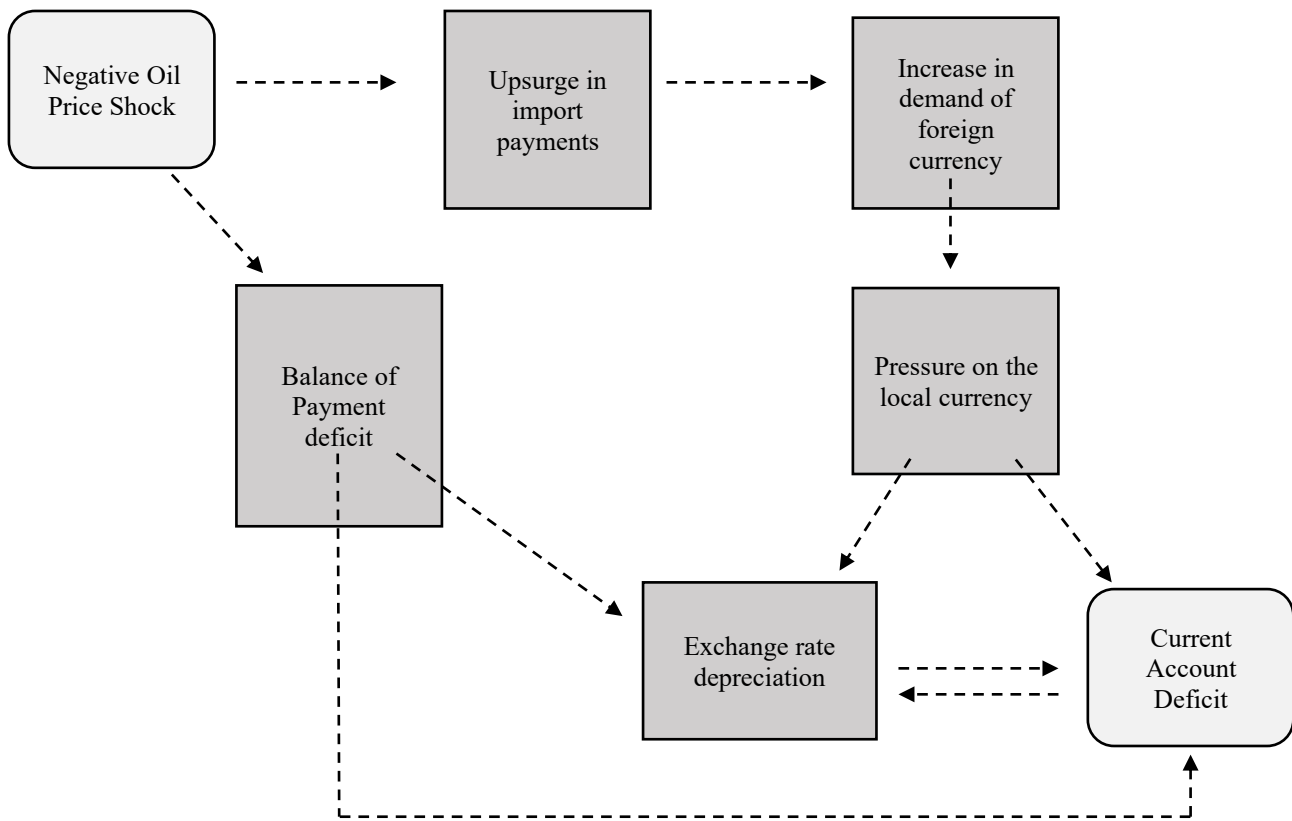 Negative Oil
Price Shock
Upsurge in
import
payments
Increase in
demand of
foreign
currency
Balance of
Payment
deficit
Pressure on the
local currency
Exchange rate
depreciation
Current
Account
Deficit